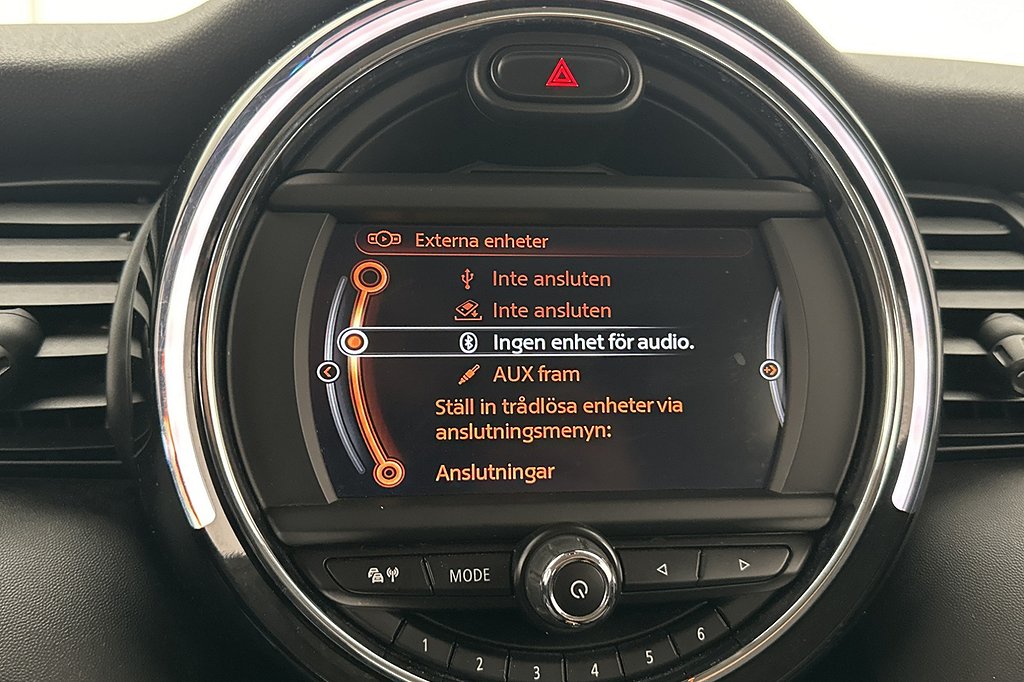 Externa enheter
Inte ansluten
Inte ansluten
Ingen enhet för audio.
AUX fram
Ställ in trådlösa enheter via
anslutningsmenyn:
Anslutningar
MODE
1 2 3 4 5 6